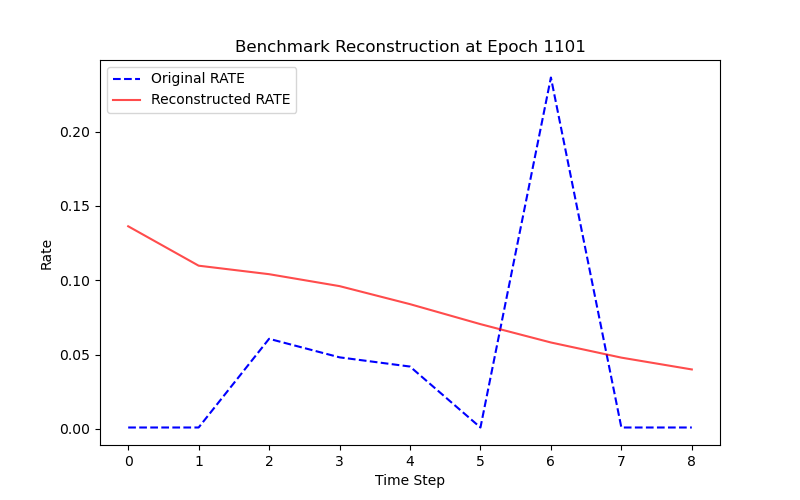 Benchmark Reconstruction at Epoch 1101
Original RATE
Reconstructed RATE
0.20
0.15
0.10
0.05
0.00
Rate
0 1 2 3 4 5 6 7 8
Time Step